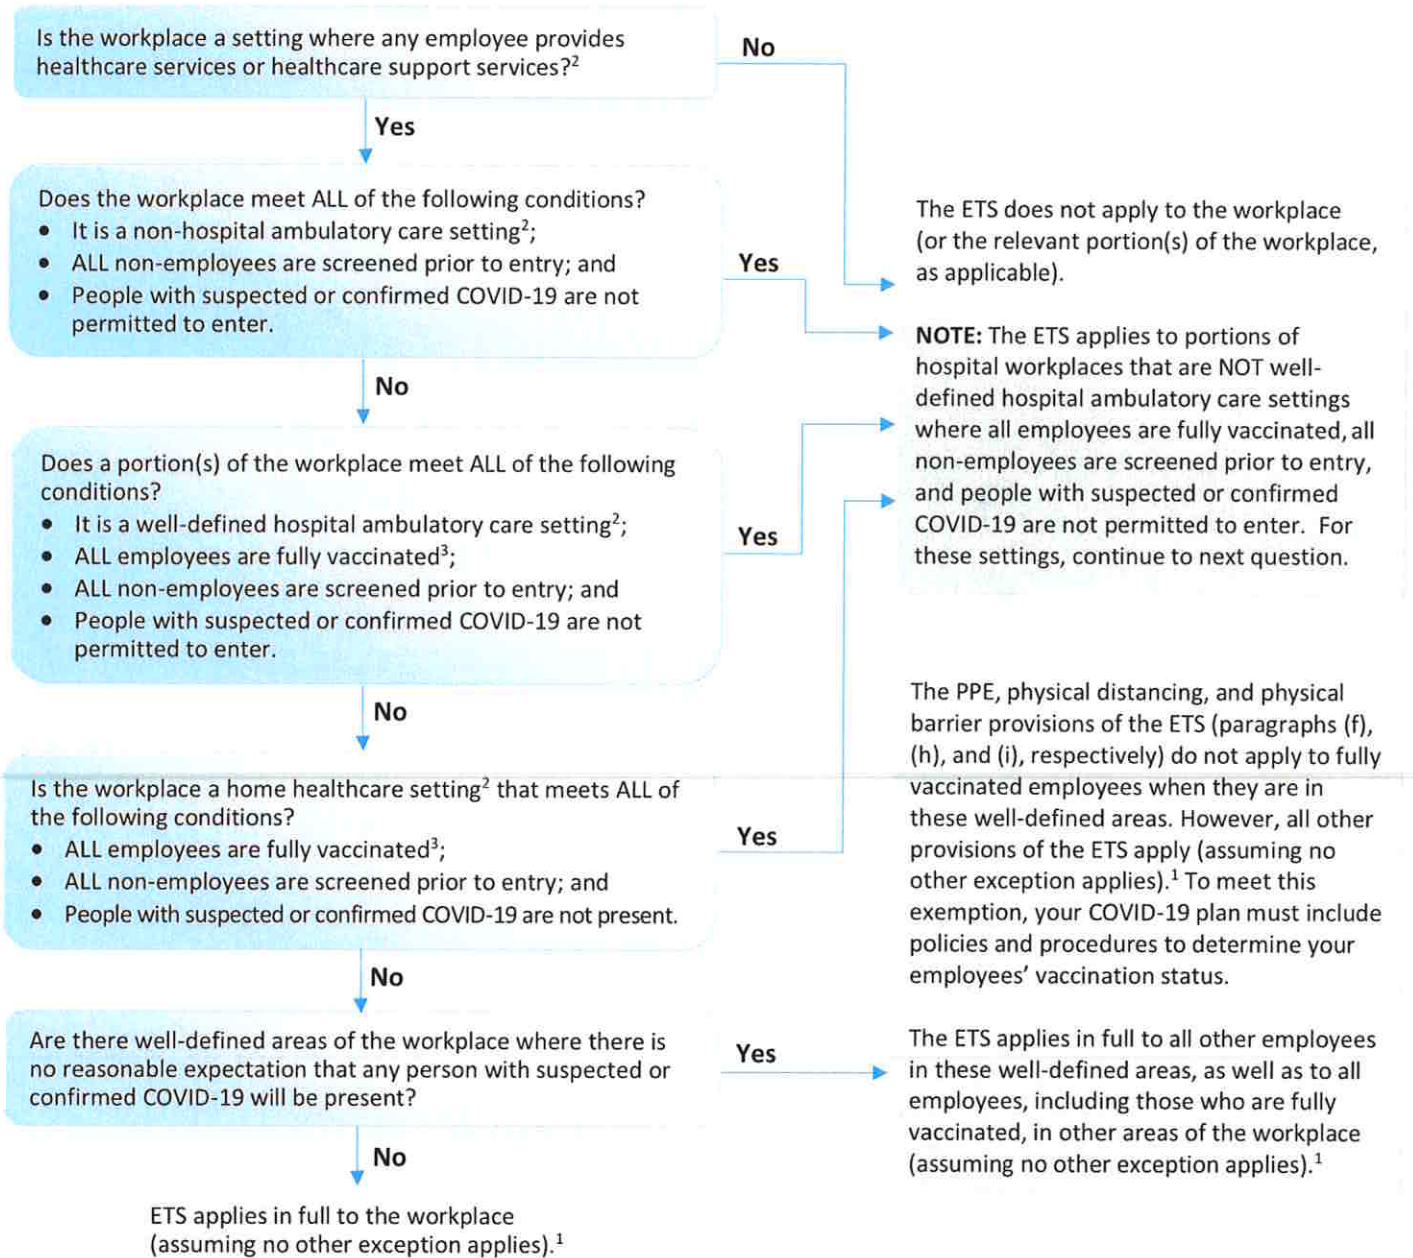 Is the workplace a setting where any employee provides
healthcare services or healthcare support services?²
No
Yes
Does the workplace meet ALL of the following conditions?
• It is a non-hospital ambulatory care setting²;
• ALL non-employees are screened prior to entry; and
• People with suspected or confirmed COVID-19 are not
permitted to enter.
Yes
No
The ETS does not apply to the workplace
(or the relevant portion(s) of the workplace,
as applicable).
NOTE: The ETS applies to portions of
hospital workplaces that are NOT well-
defined hospital ambulatory care settings
where all employees are fully vaccinated, all
non-employees are screened prior to entry,
and people with suspected or confirmed
COVID-19 are not permitted to enter. For
these settings, continue to next question.
Does a portion(s) of the workplace meet ALL of the following
conditions?
• It is a well-defined hospital ambulatory care setting²;
• ALL employees are fully vaccinated³;
• ALL non-employees are screened prior to entry; and
• People with suspected or confirmed COVID-19 are not
permitted to enter.
Yes
No
Is the workplace a home healthcare setting² that meets ALL of
the following conditions?
• ALL employees are fully vaccinated³;
• ALL non-employees are screened prior to entry; and
• People with suspected or confirmed COVID-19 are not present.
Yes
No
The PPE, physical distancing, and physical
barrier provisions of the ETS (paragraphs (f),
(h), and (i), respectively) do not apply to fully
vaccinated employees when they are in
these well-defined areas. However, all other
provisions of the ETS apply (assuming no
other exception applies).¹ To meet this
exemption, your COVID-19 plan must include
policies and procedures to determine your
employees' vaccination status.
Are there well-defined areas of the workplace where there is
no reasonable expectation that any person with suspected or
confirmed COVID-19 will be present?
Yes
No
The ETS applies in full to all other employees
in these well-defined areas, as well as to all
employees, including those who are fully
vaccinated, in other areas of the workplace
(assuming no other exception applies).¹
ETS applies in full to the workplace
(assuming no other exception applies).¹